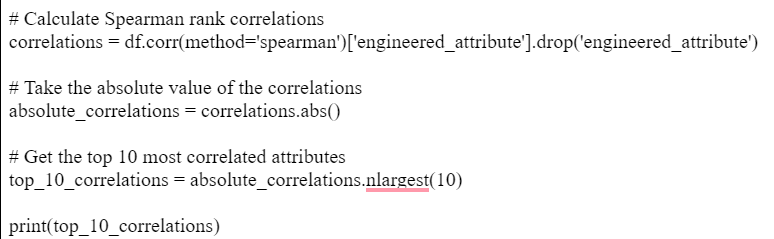 # Calculate Spearman rank correlations
correlations = df.corr(method='spearman')['engineered_attribute'].drop('engineered_attribute')
# Take the absolute value of the correlations
absolute_correlations = correlations.abs()
# Get the top 10 most correlated attributes
top_10_correlations = absolute_correlations.nlargest(10)
print(top_10_correlations)